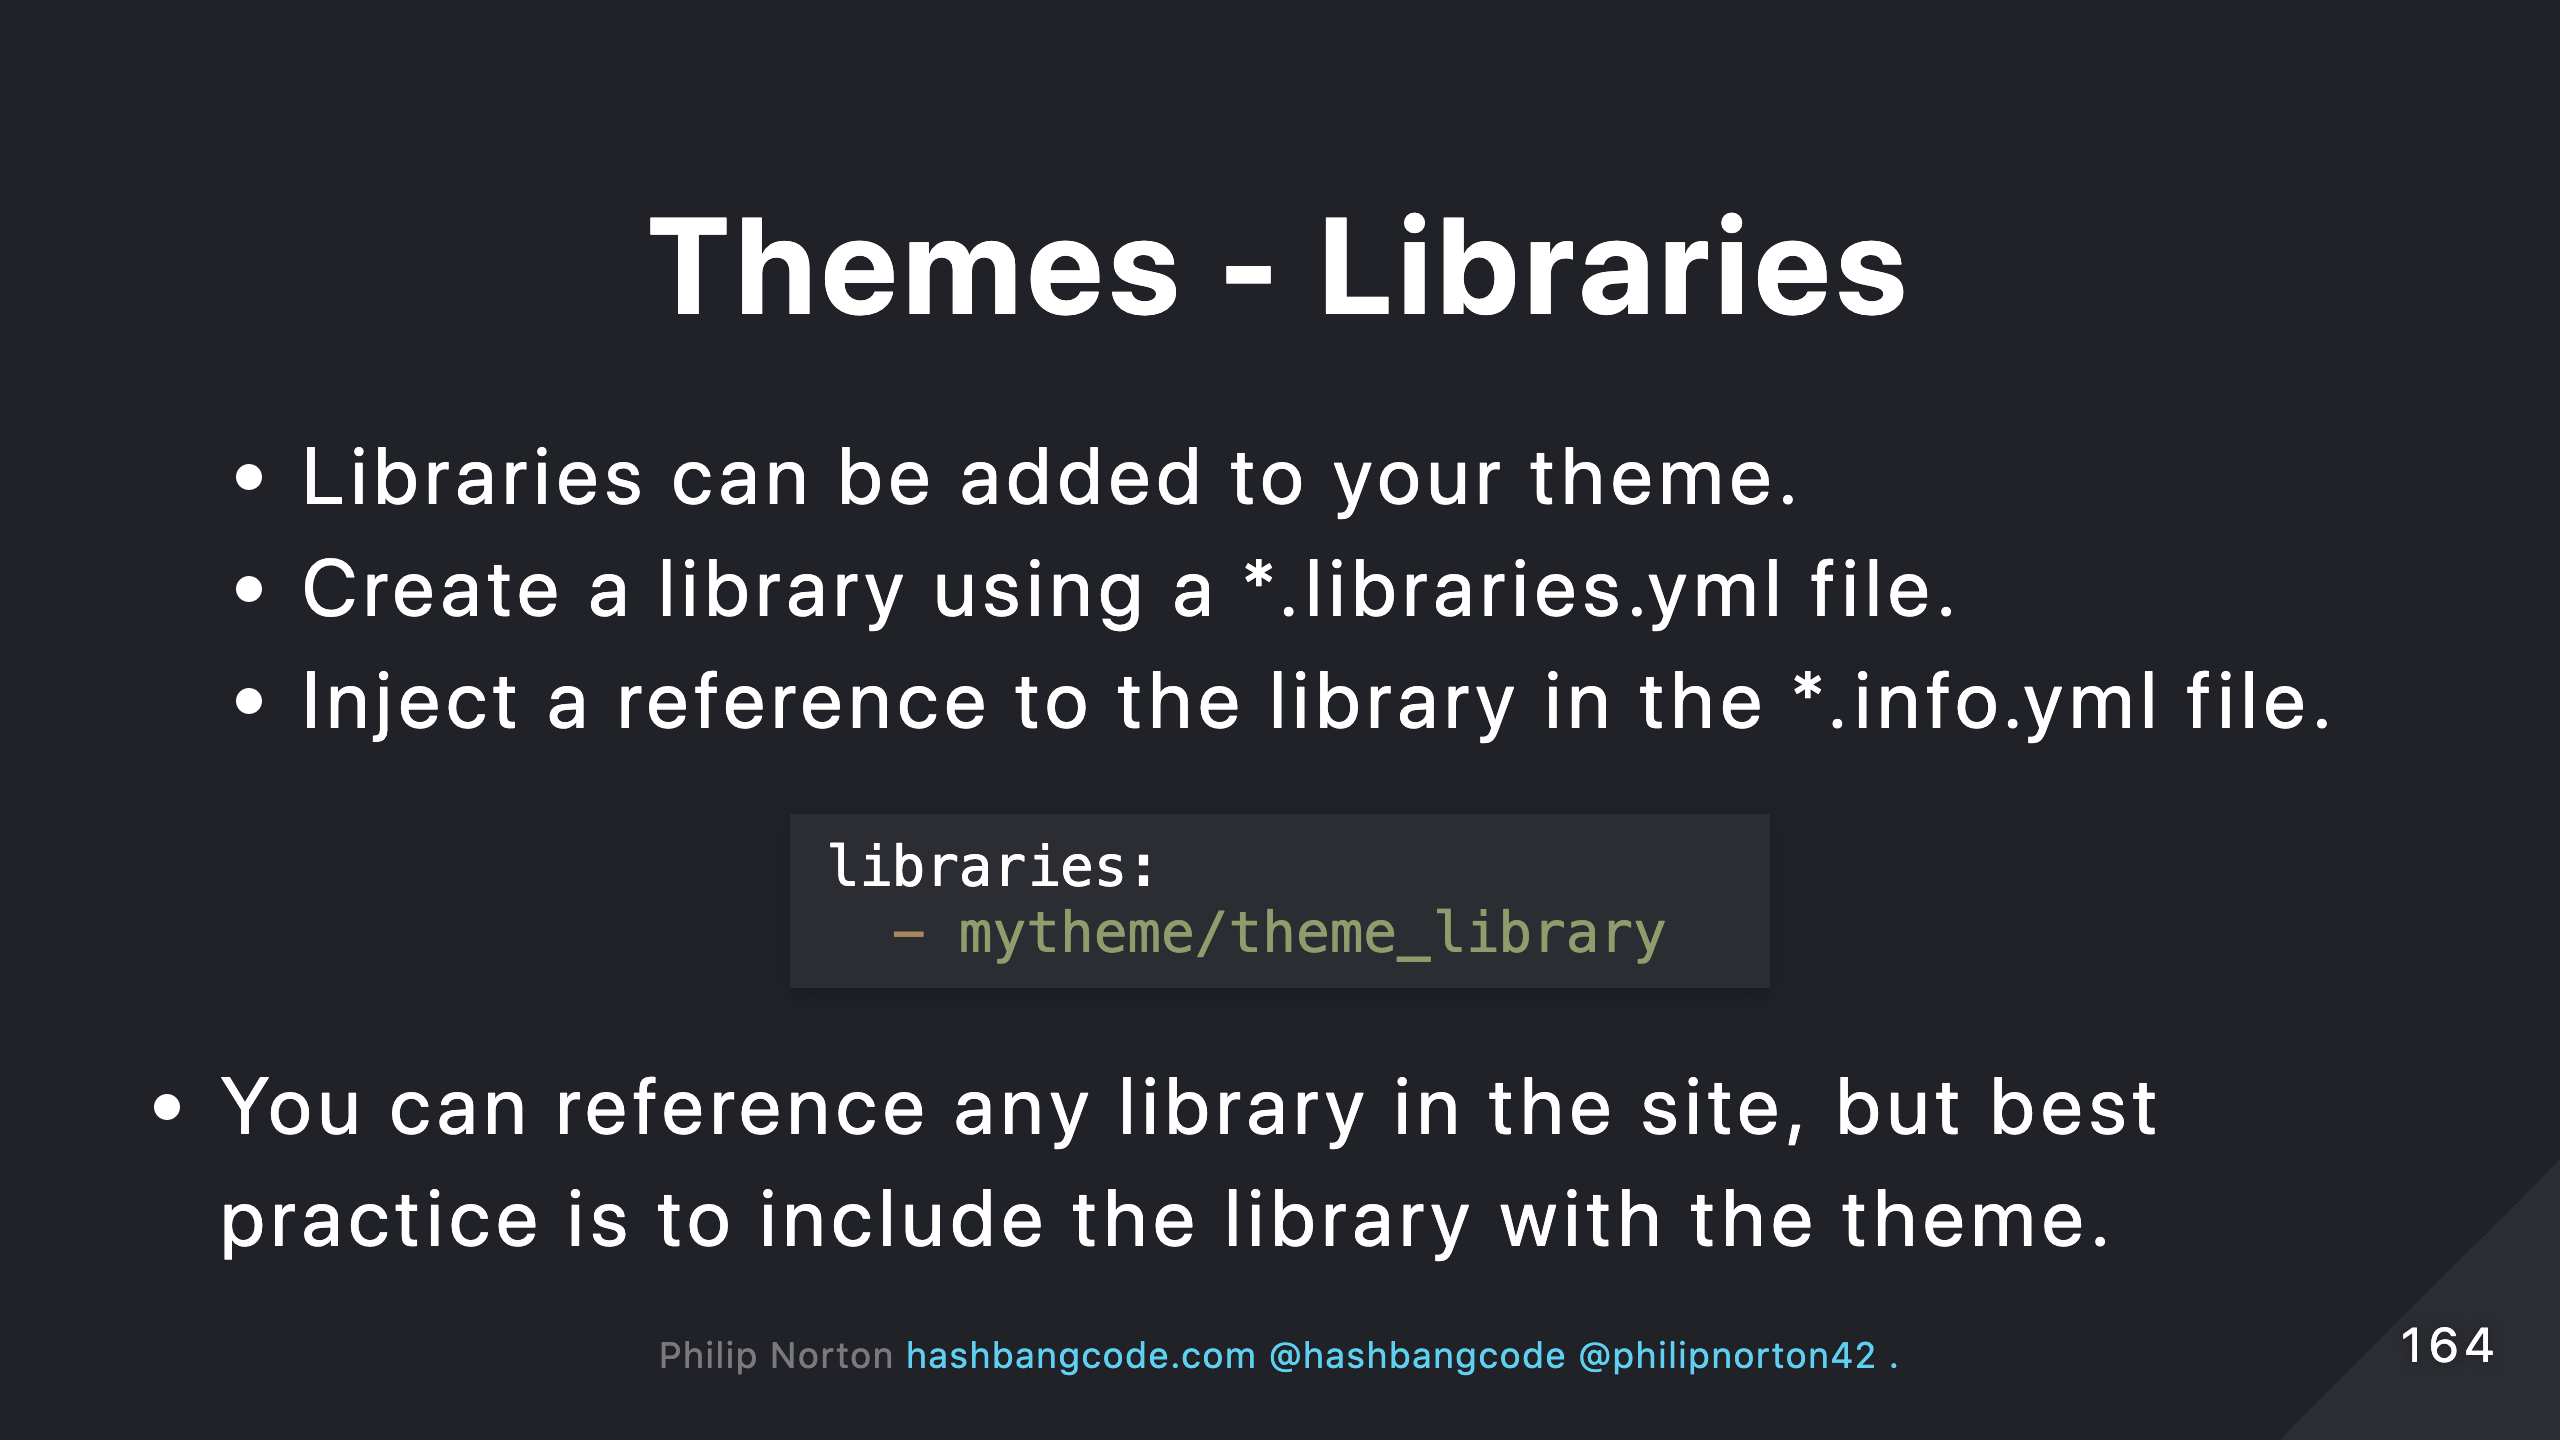 Themes - Libraries
• Libraries can be added to your theme.
• Create a library using a *.libraries.yml file.
• Inject a reference to the library in the *.info.yml file.
libraries:
  - mytheme/theme_library
• You can reference any library in the site, but best
practice is to include the library with the theme.
Philip Norton hashbangcode.com @hashbangcode @philipnorton42 .
164